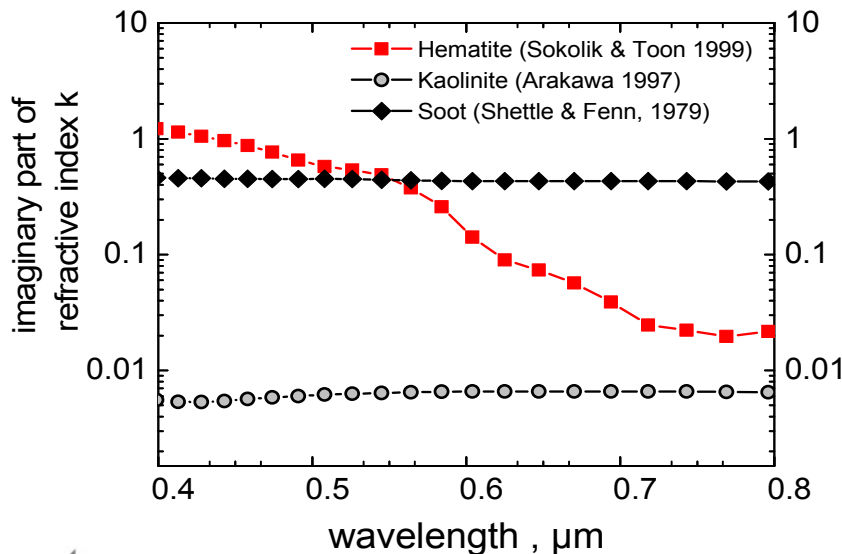 10
1
0.1
0.01
10
1
0.1
0.01
Hematite (Sokolik & Toon 1999)
Kaolinite (Arakawa 1997)
Soot (Shettle & Fenn, 1979)
imaginary part of
refractive index k
0.4 0.5 0.6 0.7 0.8
wavelength , µm